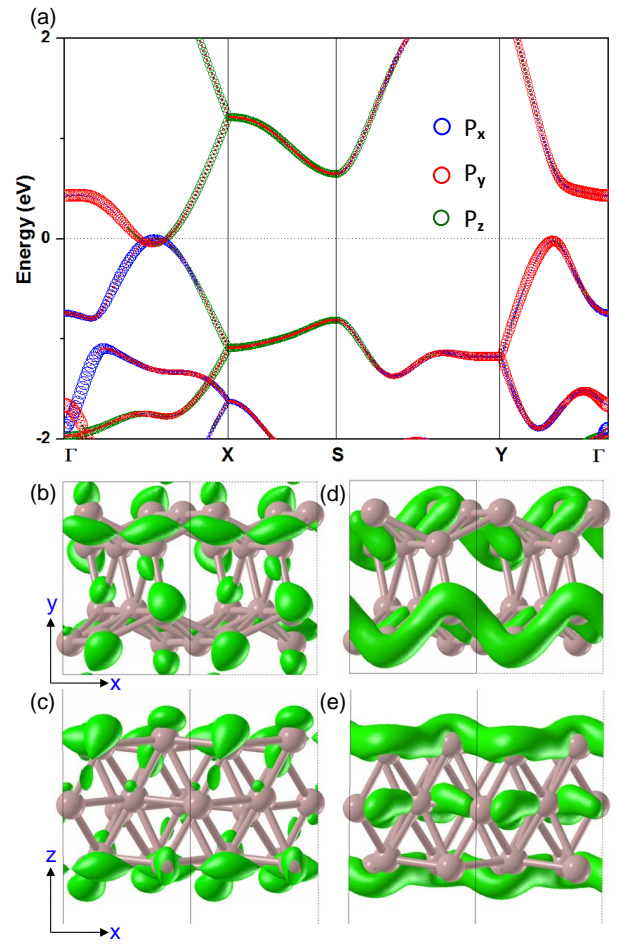 (a)
2
0
-2
Energy (eV)
Px
Py
Pz
Γ X S Y Γ
(b) (d)
y
x
(c) (e)
z
x